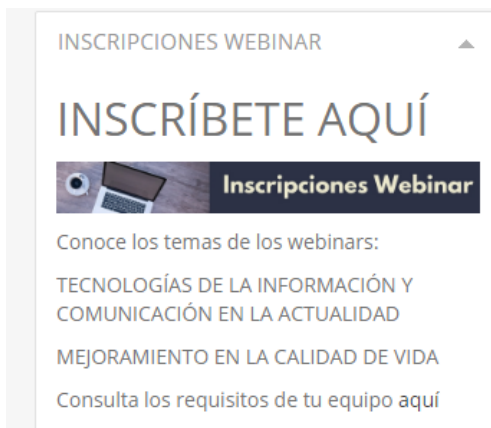 INSCRIPCIONES WEBINAR
INSCRÍBETE AQUÍ
Inscripciones Webinar
Conoce los temas de los webinars:
TECNOLOGÍAS DE LA INFORMACIÓN Y
COMUNICACIÓN EN LA ACTUALIDAD
MEJORAMIENTO EN LA CALIDAD DE VIDA
Consulta los requisitos de tu equipo aquí